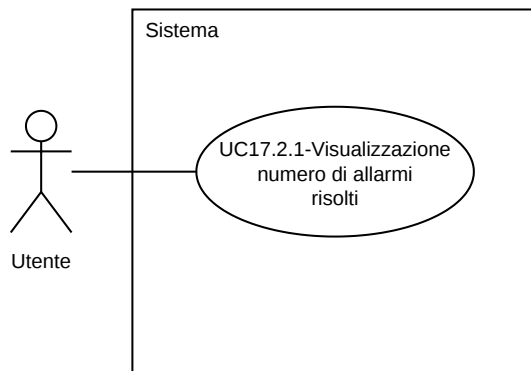 Sistema
UC17.2.1-Visualizzazione
numero di allarmi
risolti
Utente